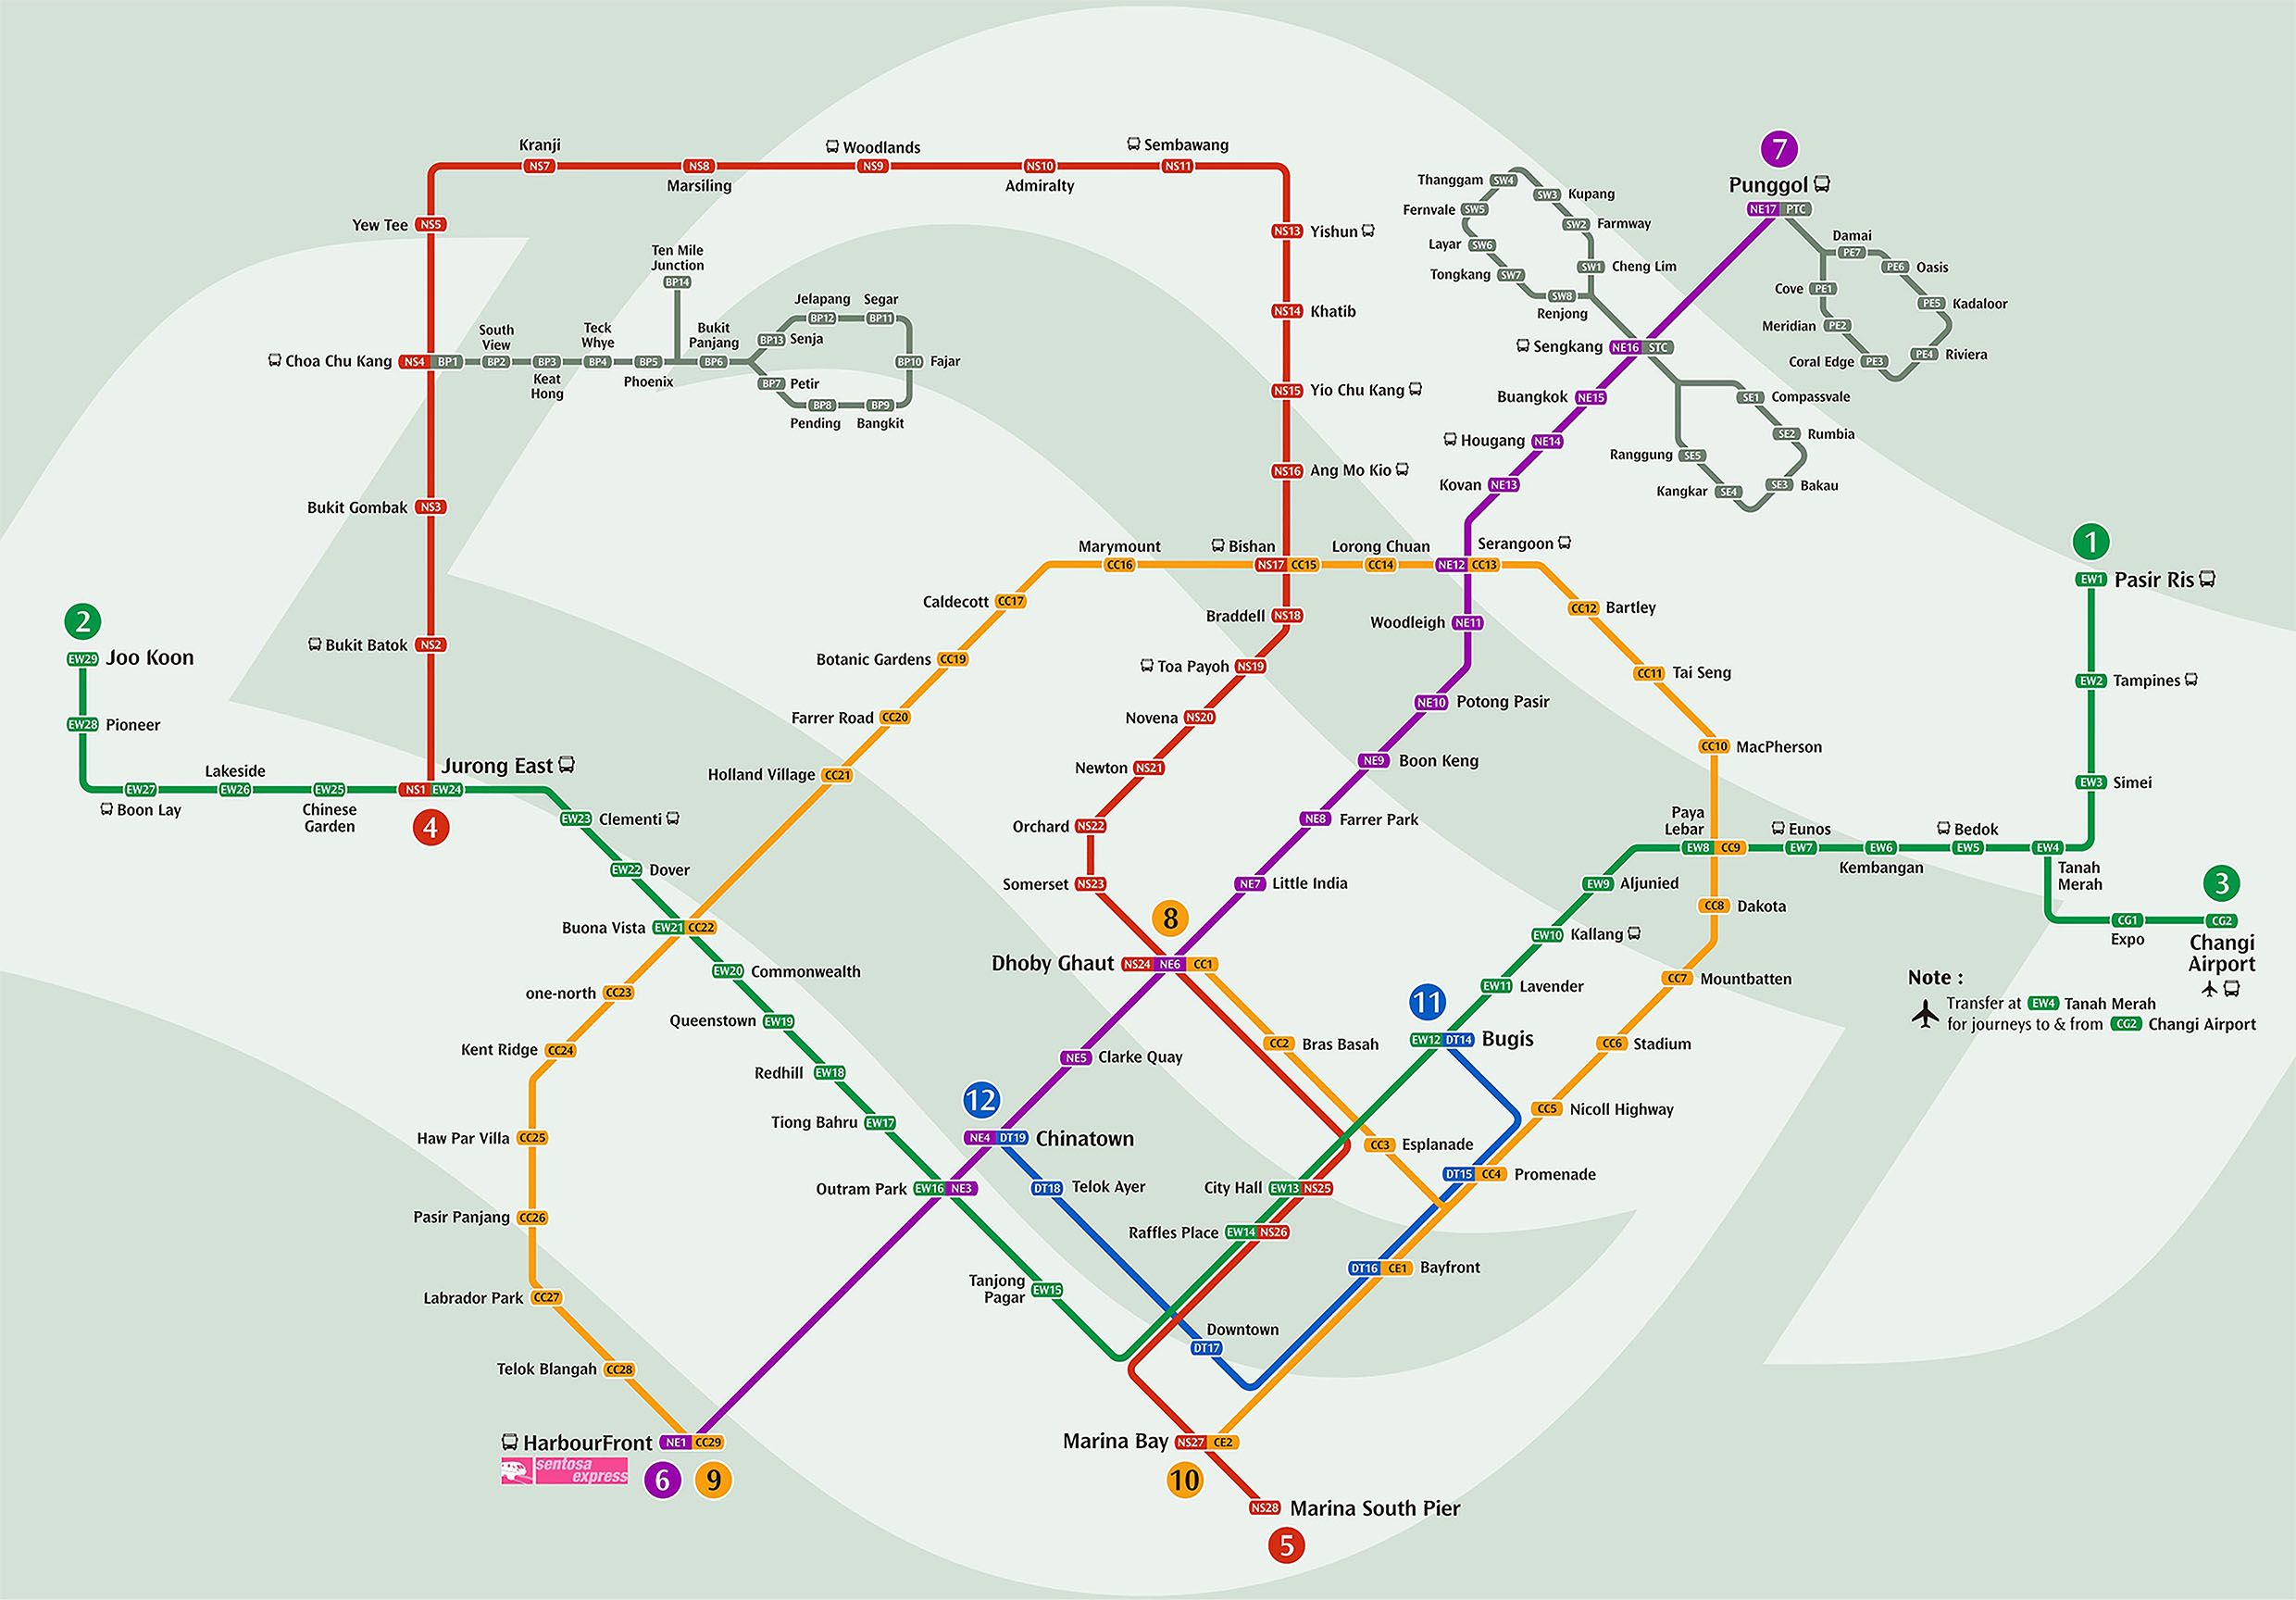 Kranji
NS7
NS8
Marsiling
Woodlands
NS9
NS10
Admiralty
Sembawang
NS11
Yew Tee NS5
NS13 Yishun
NS14 Khatib
NS15 Yio Chu Kang
NS16 Ang Mo Kio
Choa Chu Kang NS4 BP1
South
View
BP2
BP3
Keat
Hong
Teck
Whye
BP4
BP5
Phoenix
Ten Mile
Junction
BP14
Bukit
Panjang
BP6
BP7 Petir
BP8
Pending
BP9
Bangkit
BP10 Fajar
Segar
BP11
Jelapang
BP12
BP13 Senja
Bukit Gombak NS3
Bukit Batok NS2
Thanggam SW4
SW3 Kupang
Fernvale SW5
SW2 Farmway
Layar SW6
SW1 Cheng Lim
Tongkang SW7
SW8
Renjong
7
Punggol
NE17 PTC
Damai
PE7
PE6 Oasis
Cove PE1
PE5 Kadaloor
Meridian PE2
Coral Edge PE3
PE4 Riviera
Sengkang NE16 STC
Buangkok NE15
SE1 Compassvale
Hougang NE14
SE2 Rumbia
Ranggung SE5
Kovan NE13
Kangkar SE4
SE3 Bakau
Marymount
CC16
Bishan
NS17 CC15
Lorong Chuan
CC14
Serangoon
NE12 CC13
1
EW1 Pasir Ris
EW2 Tampines
EW3 Simei
2
EW29 Joo Koon
EW28 Pioneer
EW27
Boon Lay
Lakeside
EW26
EW25
Chinese
Garden
Jurong East
NS1 EW24
4
Caldecott CC17
Botanic Gardens CC19
Farrer Road CC20
Holland Village CC21
Braddell NS18
Toa Payoh NS19
Novena NS20
Newton NS21
Orchard NS22
Somerset NS23
Woodleigh NE11
NE10 Potong Pasir
NE9 Boon Keng
NE8 Farrer Park
NE7 Little India
CC12 Bartley
CC11 Tai Seng
CC10 MacPherson
Paya
Lebar
EW8 CC9
Eunos
EW7
EW6
Kembangan
Bedok
EW5
EW4
Tanah
Merah
3
CG1
Expo
CG2
Changi
Airport
Note :
Transfer at EW4 Tanah Merah
for journeys to & from CG2 Changi Airport
EW23 Clementi
EW22 Dover
Buona Vista EW21 CC22
EW20 Commonwealth
one-north CC23
Queenstown EW19
Kent Ridge CC24
Redhill EW18
Tiong Bahru EW17
Haw Par Villa CC25
Outram Park EW16 NE3
Pasir Panjang CC26
Labrador Park CC27
Telok Blangah CC28
HarbourFront NE1 CC29
sentosa
express
6
9
8
Dhoby Ghaut NS24 NE6 CC1
EW9 Aljunied
CC8 Dakota
EW10 Kallang
CC7 Mountbatten
EW11 Lavender
11
EW12 DT14 Bugis
CC6 Stadium
CC2 Bras Basah
NE5 Clarke Quay
12
NE4 DT19 Chinatown
CC5 Nicoll Highway
CC3 Esplanade
DT15 CC4 Promenade
DT18 Telok Ayer
City Hall EW13 NS25
Raffles Place EW14 NS26
DT16 CE1 Bayfront
Tanjong
Pagar
EW15
Downtown
DT17
Marina Bay NS27 CE2
10
NS28 Marina South Pier
5